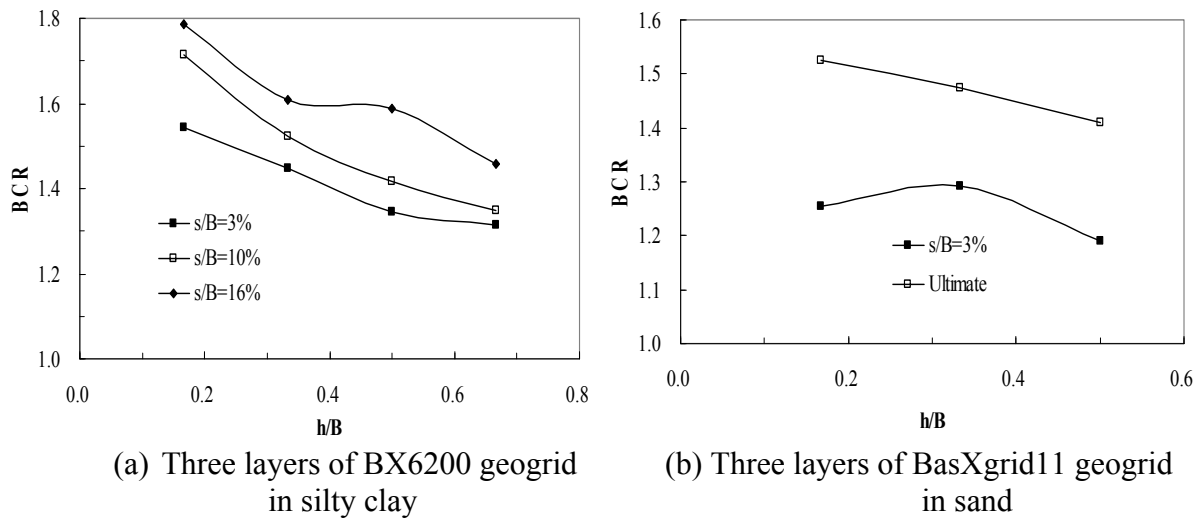 1.8
1.6
1.4
1.2
1.0
BCR
s/B=3%
s/B=10%
s/B=16%
0.0 0.2 0.4 0.6 0.8
h/B
(a) Three layers of BX6200 geogrid
in silty clay
1.6
1.5
1.4
1.3
1.2
1.1
1.0
BCR
s/B=3%
Ultimate
0.0 0.2 0.4 0.6
h/B
(b) Three layers of BasXgrid11 geogrid
in sand